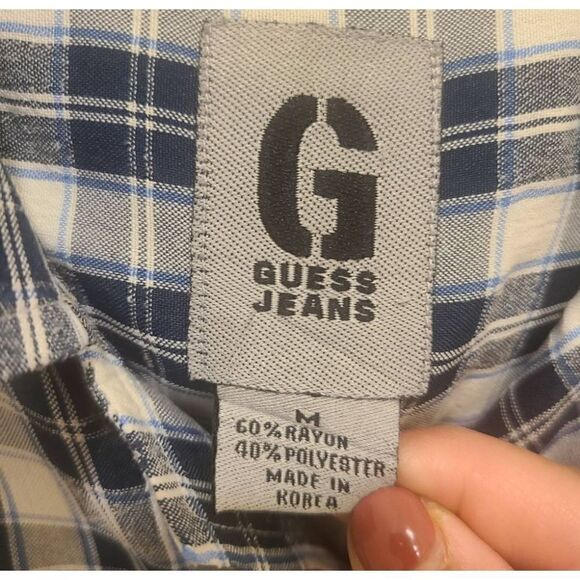 G
GUESS
JEANS
M
60%RAYON
40%POLYESTER
MADE IN
KOREA